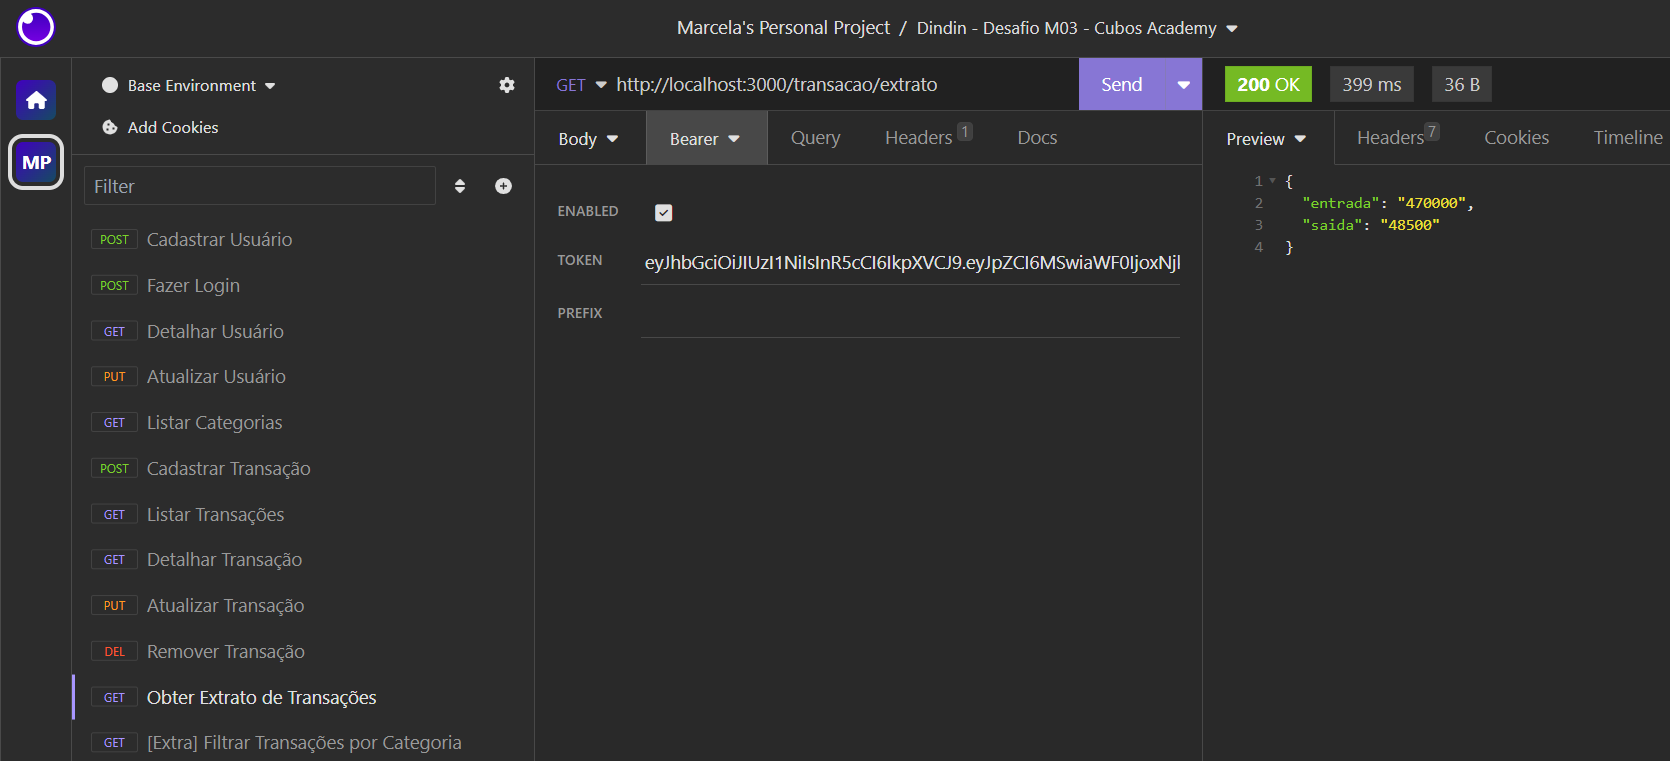 Marcela's Personal Project / Dindin - Desafio M03 - Cubos Academy
MP
Base Environment
Add Cookies
Filter
POST Cadastrar Usuário
POST Fazer Login
GET Detalhar Usuário
PUT Atualizar Usuário
GET Listar Categorias
POST Cadastrar Transação
GET Listar Transações
GET Detalhar Transação
PUT Atualizar Transação
DEL Remover Transação
GET Obter Extrato de Transações
GET [Extra] Filtrar Transações por Categoria
GET http://localhost:3000/transacao/extrato Send
Body Bearer Query Headers 1 Docs
ENABLED
TOKEN eyJhbGciOiJIUzI1NiIsInR5cCI6IkpXVCJ9.eyJpZCI6MSwiaWF0IjoxNjl
PREFIX
200 OK 399 ms 36 B
Preview Headers 7 Cookies Timeline
1 {
2 "entrada": "470000",
3 "saida": "48500"
4 }